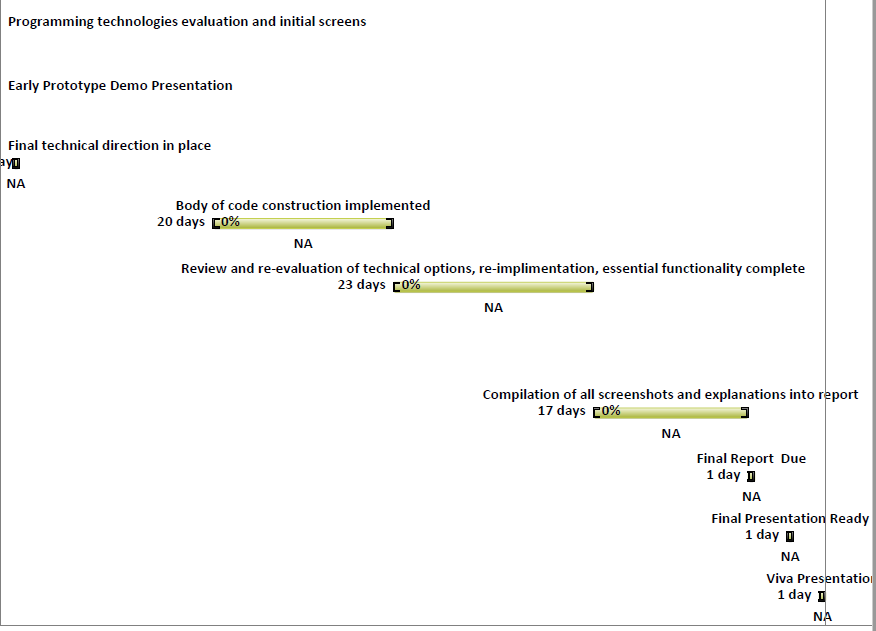 Programming technologies evaluation and initial screens
Early Prototype Demo Presentation
Final technical direction in place
NA
Body of code construction implemented
20 days 0%
NA
Review and re-evaluation of technical options, re-implimentation, essential functionality complete
23 days 0%
NA
Compilation of all screenshots and explanations into report
17 days 0%
NA
Final Report Due
1 day
NA
Final Presentation Ready
1 day
NA
Viva Presentatio
1 day
NA